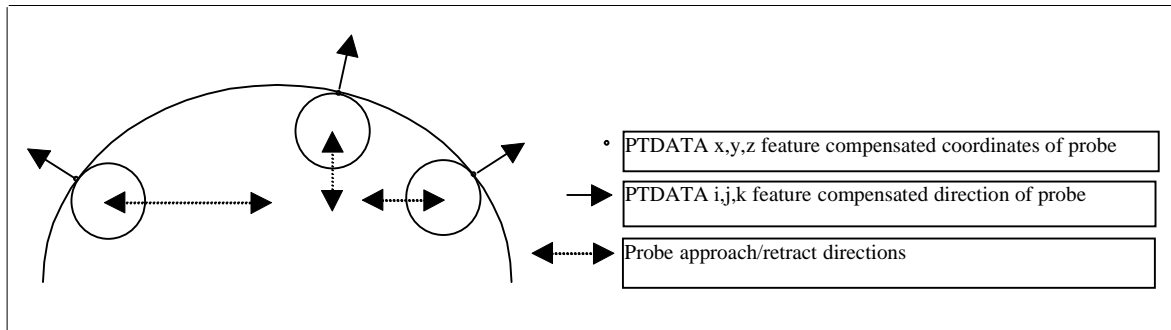 PTDATA x,y,z feature compensated coordinates of probe
PTDATA i,j,k feature compensated direction of probe
Probe approach/retract directions